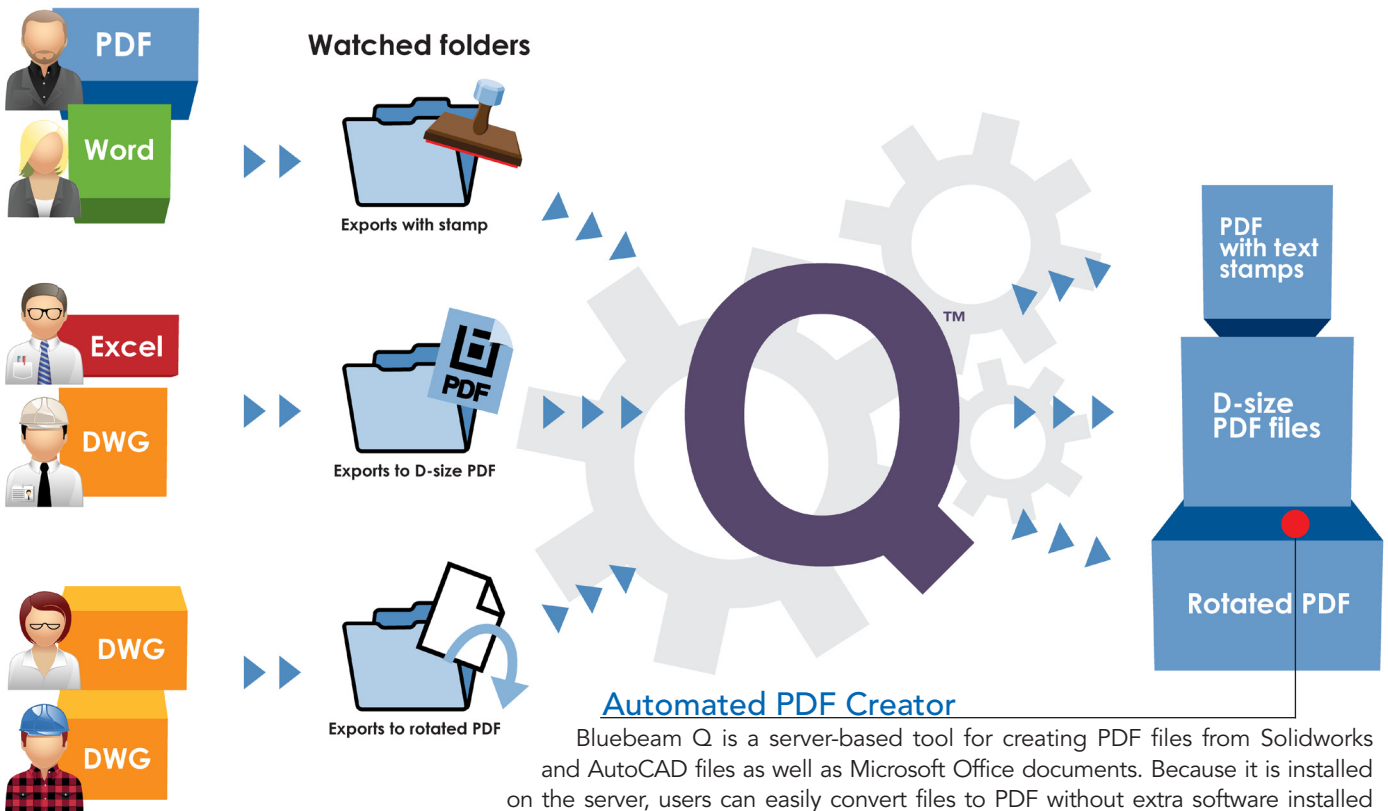 PDF
Word
Watched folders
Exports with stamp
Excel
DWG
PDF
Exports to D-size PDF
DWG
DWG
Exports to rotated PDF
Q™
PDF
with text
stamps
D-size
PDF files
Rotated PDF
Automated PDF Creator
Bluebeam Q is a server-based tool for creating PDF files from Solidworks
and AutoCAD files as well as Microsoft Office documents. Because it is installed
on the server, users can easily convert files to PDF without extra software installed